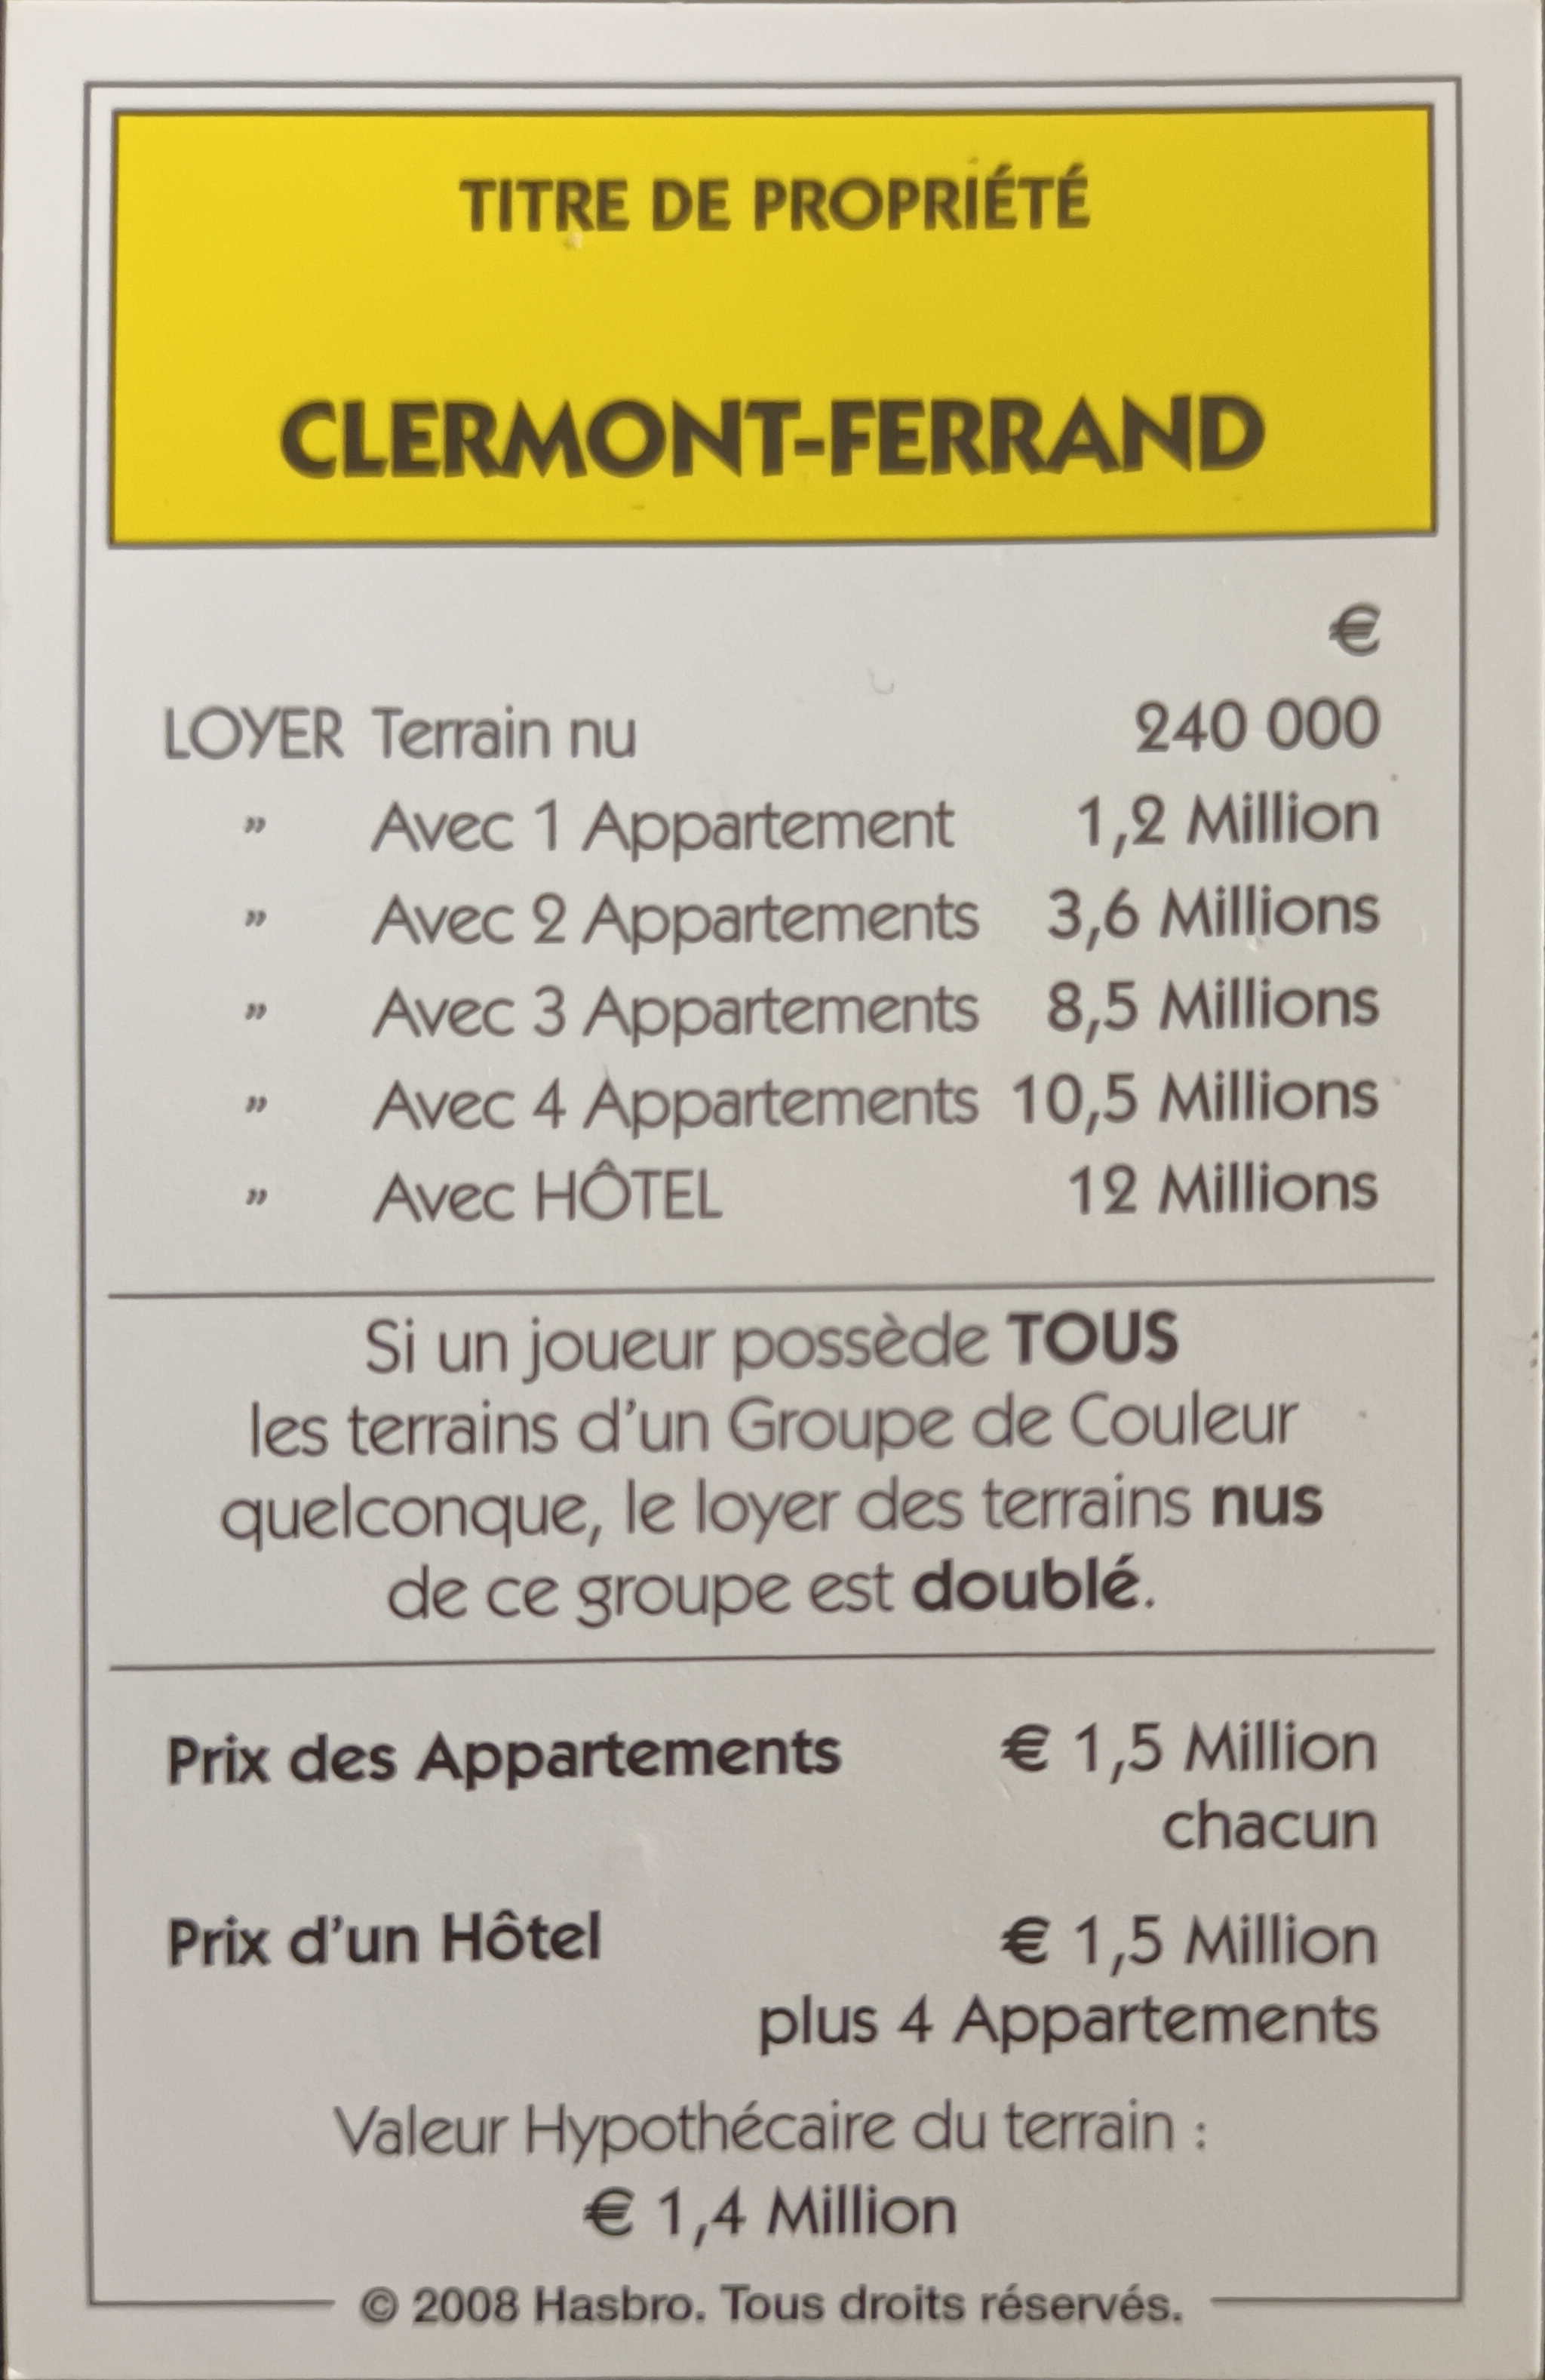 TITRE DE PROPRIÉTÉ
CLERMONT-FERRAND
€
LOYER Terrain nu 240 000
” Avec 1 Appartement 1,2 Million
” Avec 2 Appartements 3,6 Millions
” Avec 3 Appartements 8,5 Millions
” Avec 4 Appartements 10,5 Millions
” Avec HÔTEL 12 Millions
Si un joueur possède TOUS
les terrains d’un Groupe de Couleur
quelconque, le loyer des terrains nus
de ce groupe est doublé.
Prix des Appartements € 1,5 Million
chacun
Prix d’un Hôtel € 1,5 Million
plus 4 Appartements
Valeur Hypothécaire du terrain :
€ 1,4 Million
© 2008 Hasbro. Tous droits réservés.